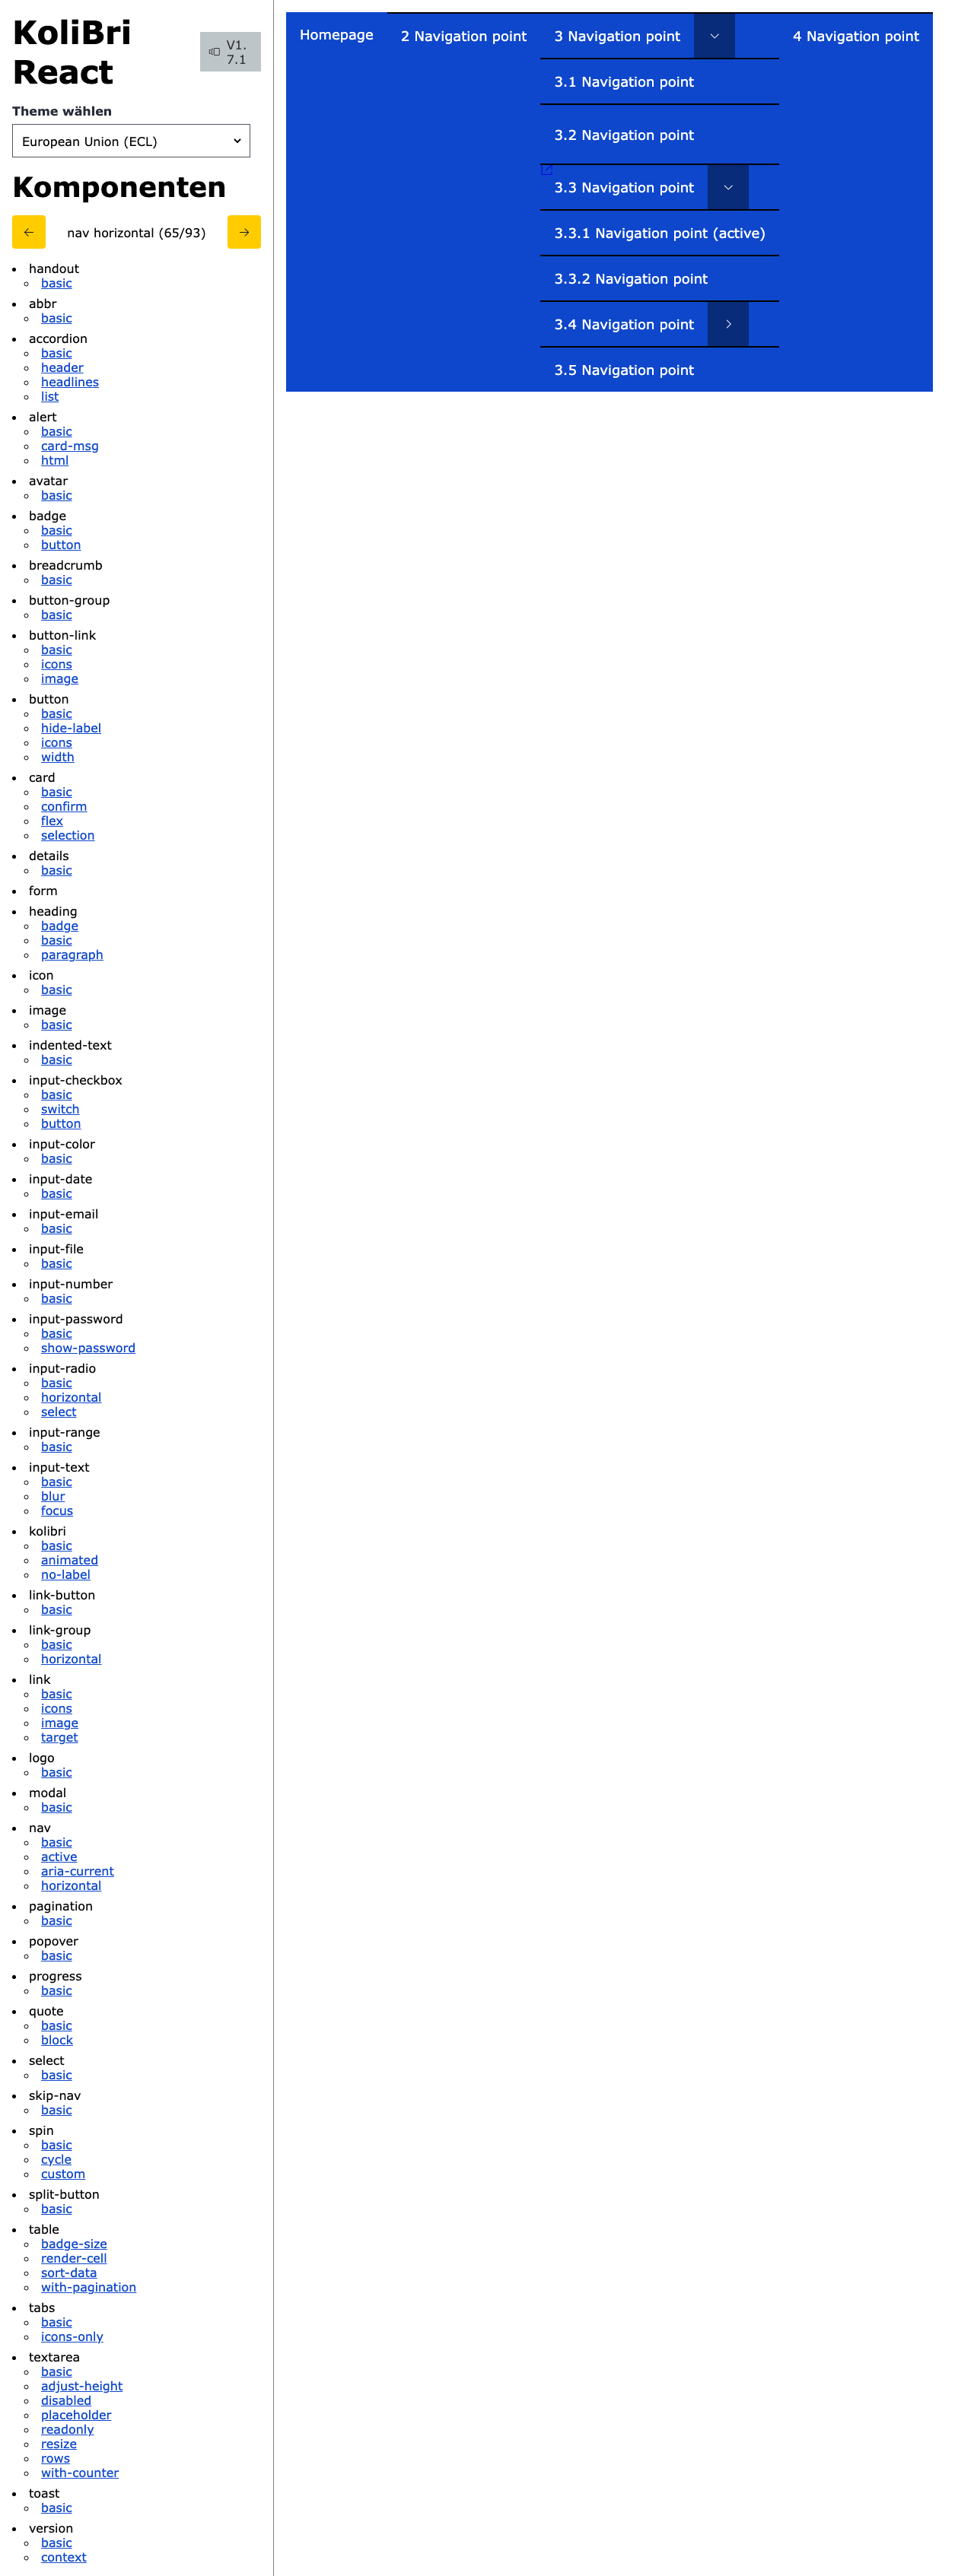 KoliBri
React
V1.
7.1
Theme wählen
European Union (ECL)
Komponenten
nav horizontal (65/93)
handout
basic
abbr
basic
accordion
basic
header
headlines
list
alert
basic
card-msg
html
avatar
basic
badge
basic
button
breadcrumb
basic
button-group
basic
button-link
basic
icons
image
button
basic
hide-label
icons
width
card
basic
confirm
flex
selection
details
basic
form
heading
badge
basic
paragraph
icon
basic
image
basic
indented-text
basic
input-checkbox
basic
switch
button
input-color
basic
input-date
basic
input-email
basic
input-file
basic
input-number
basic
input-password
basic
show-password
input-radio
basic
horizontal
select
input-range
basic
input-text
basic
blur
focus
kolibri
basic
animated
no-label
link-button
basic
link-group
basic
horizontal
link
basic
icons
image
target
logo
basic
modal
basic
nav
basic
active
aria-current
horizontal
pagination
basic
popover
basic
progress
basic
quote
basic
block
select
basic
skip-nav
basic
spin
basic
cycle
custom
split-button
basic
table
badge-size
render-cell
sort-data
with-pagination
tabs
basic
icons-only
textarea
basic
adjust-height
disabled
placeholder
readonly
resize
rows
with-counter
toast
basic
version
basic
context
Homepage
2 Navigation point
3 Navigation point
3.1 Navigation point
3.2 Navigation point
3.3 Navigation point
3.3.1 Navigation point (active)
3.3.2 Navigation point
3.4 Navigation point
3.5 Navigation point
4 Navigation point